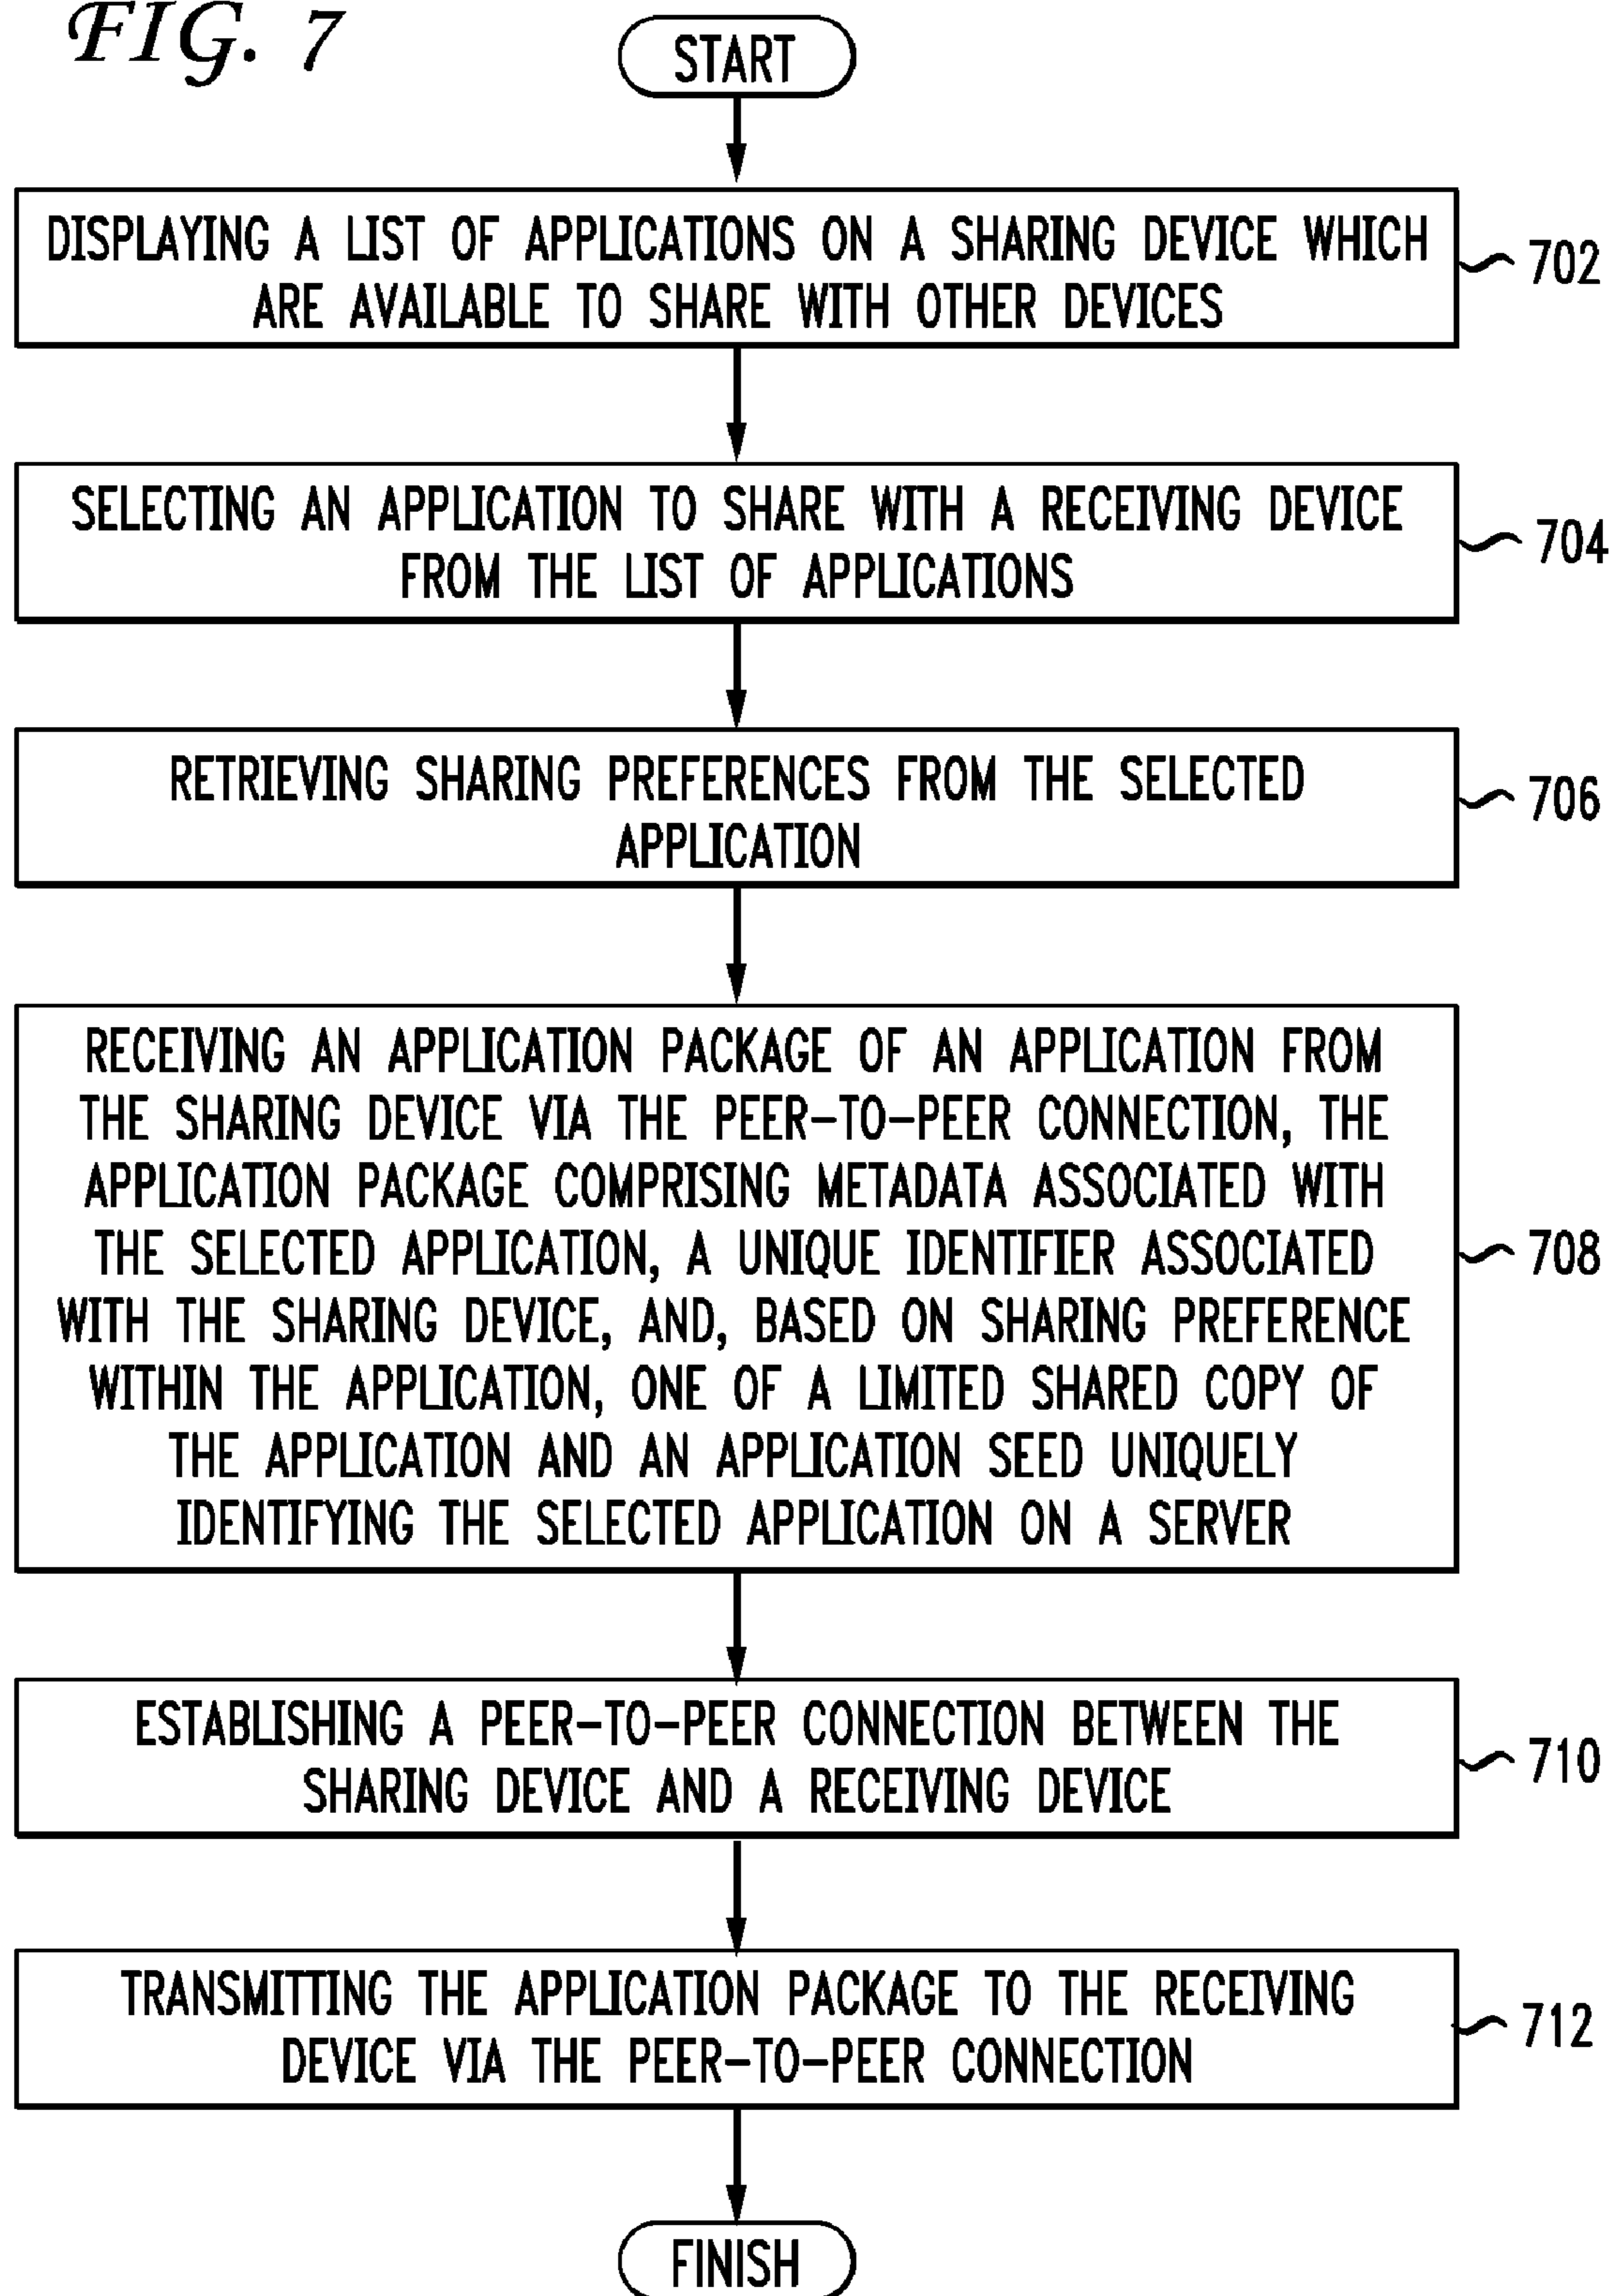 FIG. 7
START
DISPLAYING A LIST OF APPLICATIONS ON A SHARING DEVICE WHICH
ARE AVAILABLE TO SHARE WITH OTHER DEVICES
702
SELECTING AN APPLICATION TO SHARE WITH A RECEIVING DEVICE
FROM THE LIST OF APPLICATIONS
704
RETRIEVING SHARING PREFERENCES FROM THE SELECTED
APPLICATION
706
RECEIVING AN APPLICATION PACKAGE OF AN APPLICATION FROM
THE SHARING DEVICE VIA THE PEER-TO-PEER CONNECTION, THE
APPLICATION PACKAGE COMPRISING METADATA ASSOCIATED WITH
THE SELECTED APPLICATION, A UNIQUE IDENTIFIER ASSOCIATED
WITH THE SHARING DEVICE, AND, BASED ON SHARING PREFERENCE
WITHIN THE APPLICATION, ONE OF A LIMITED SHARED COPY OF
THE APPLICATION AND AN APPLICATION SEED UNIQUELY
IDENTIFYING THE SELECTED APPLICATION ON A SERVER
708
ESTABLISHING A PEER-TO-PEER CONNECTION BETWEEN THE
SHARING DEVICE AND A RECEIVING DEVICE
710
TRANSMITTING THE APPLICATION PACKAGE TO THE RECEIVING
DEVICE VIA THE PEER-TO-PEER CONNECTION
712
FINISH